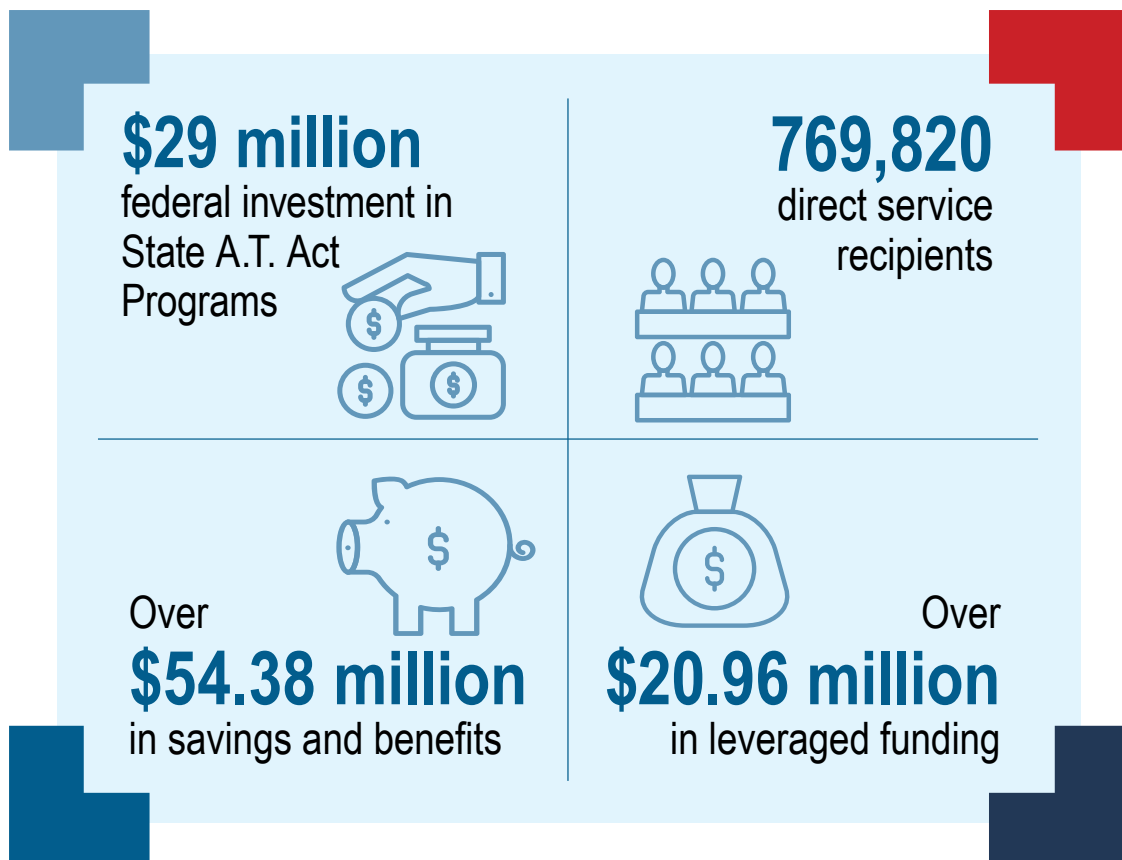 $29 million
federal investment in
State A.T. Act
Programs
$
$
$
769,820
direct service
recipients
$
Over
$54.38 million
in savings and benefits
$
Over
$20.96 million
in leveraged funding